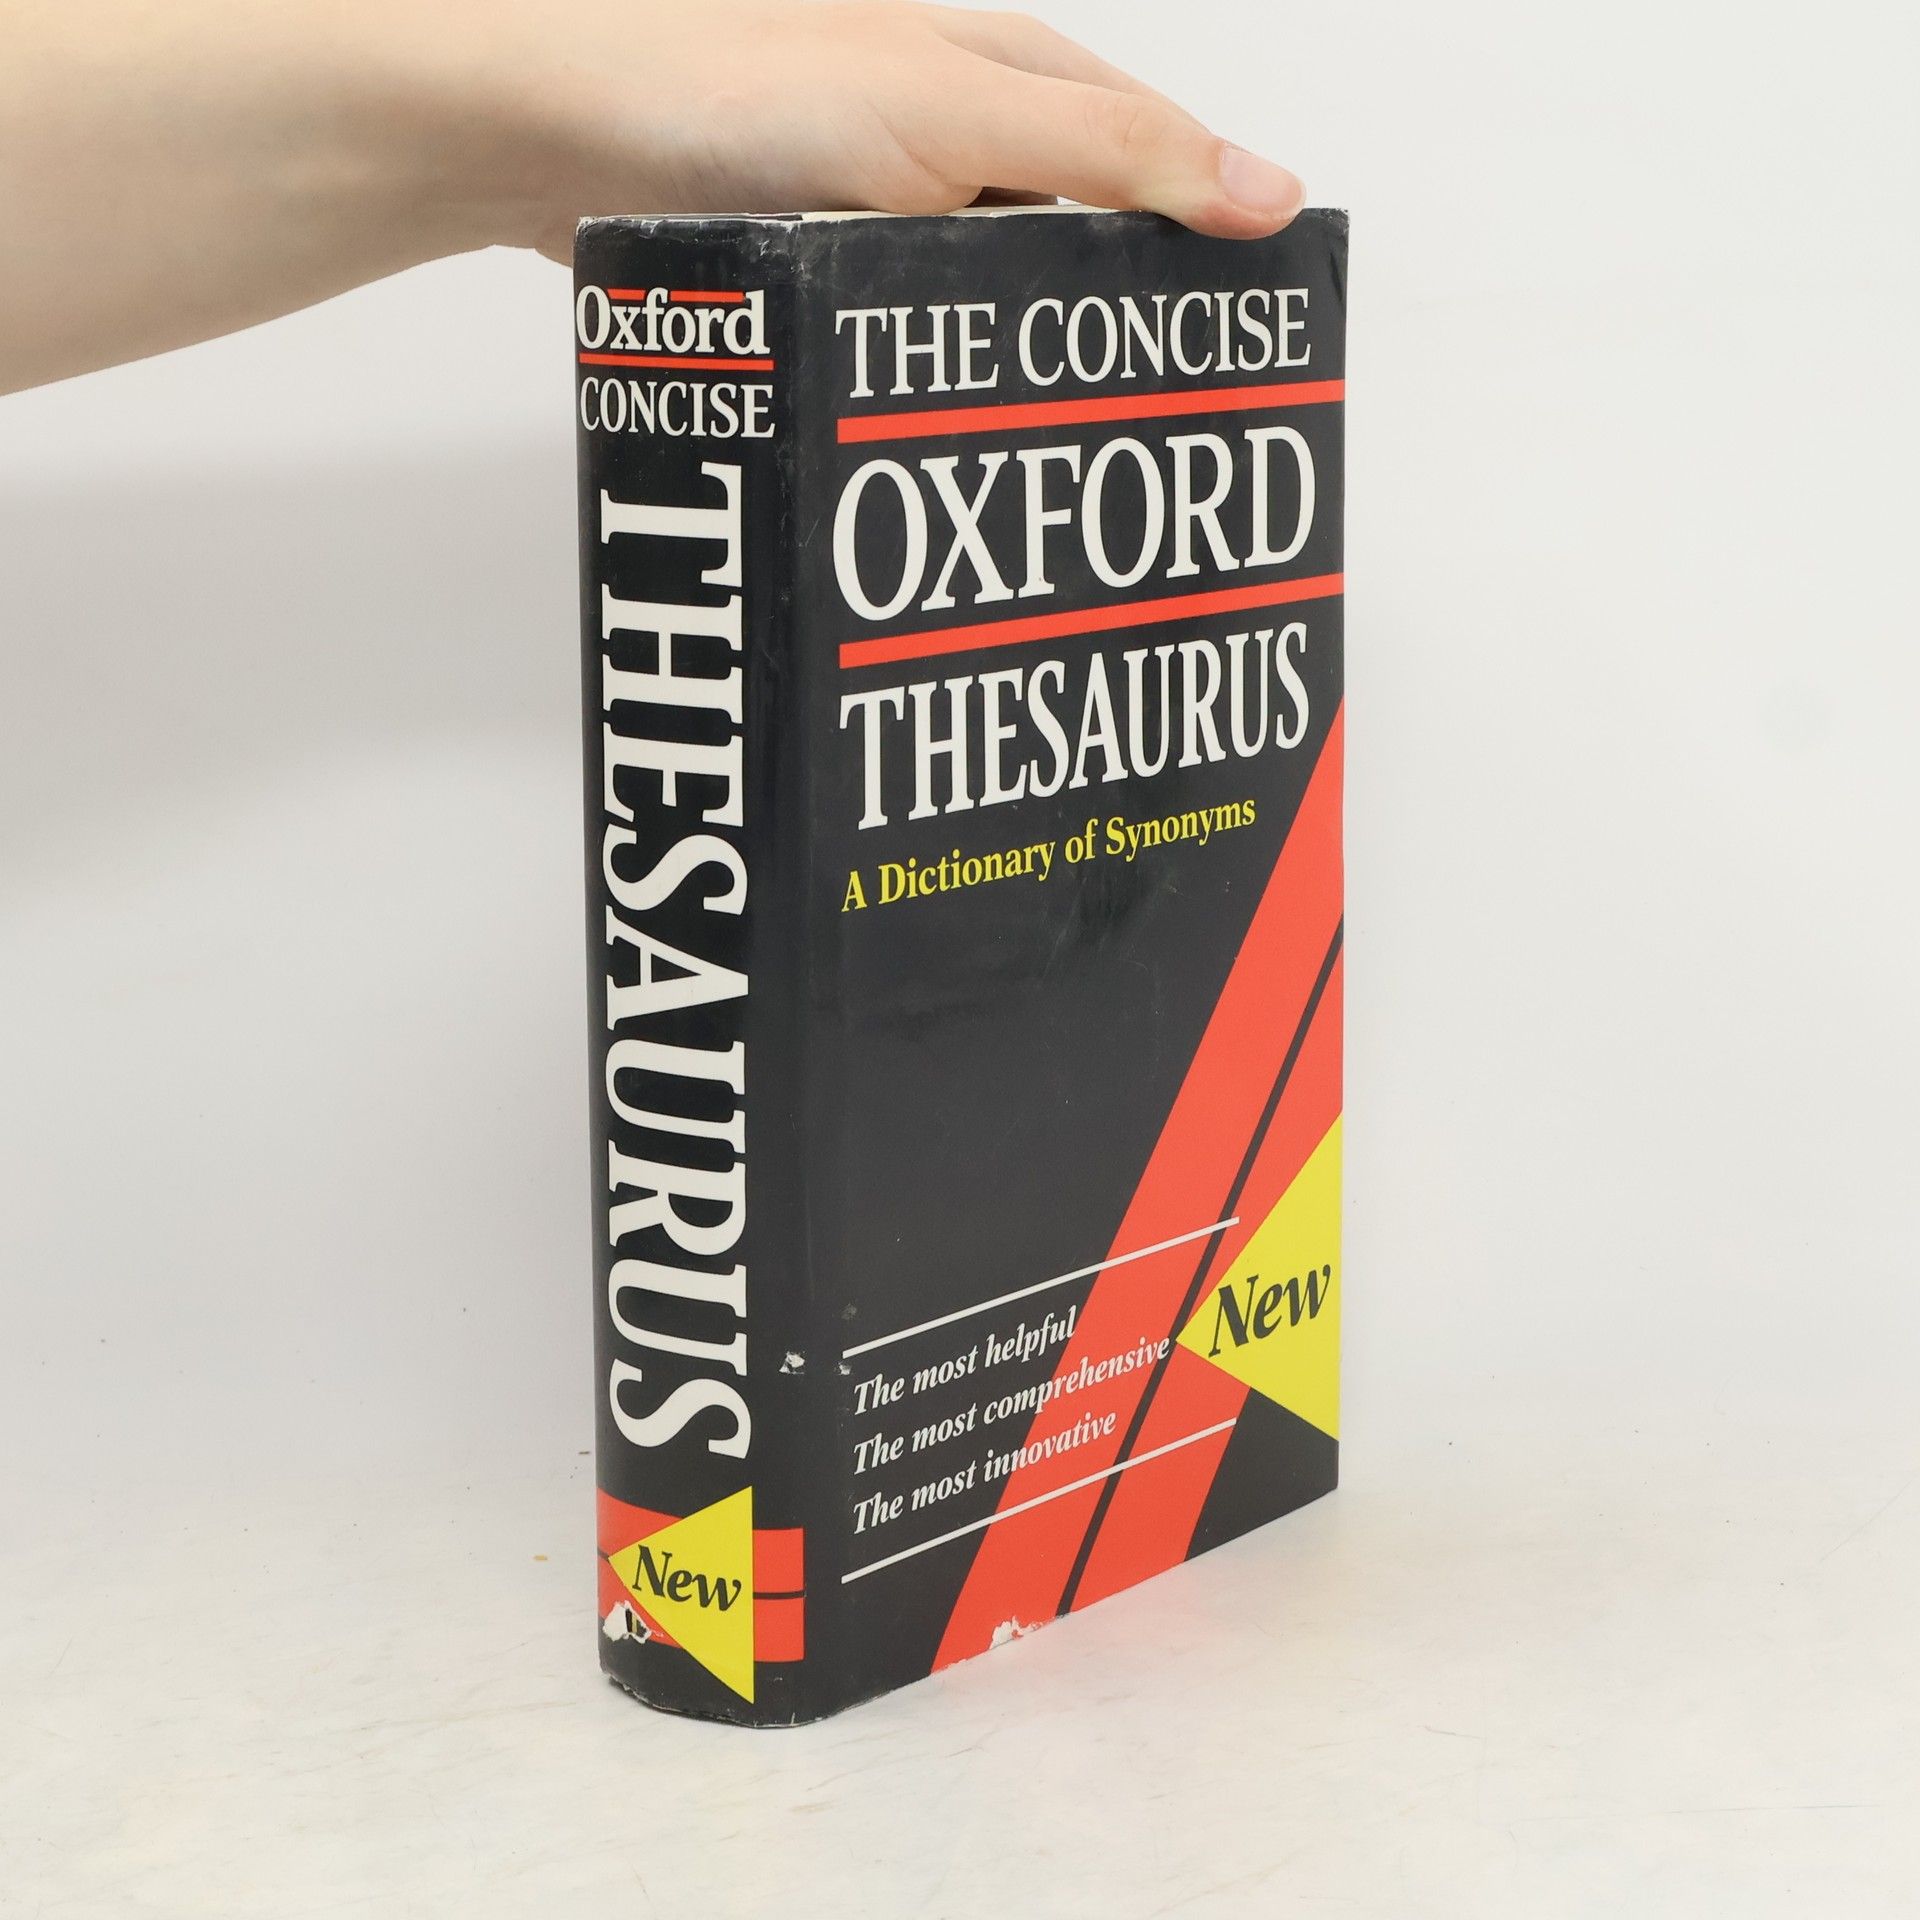 Oxford
CONCISE
THESAURUS
New
THE CONCISE
OXFORD
THESAURUS
A Dictionary of Synonyms
The most helpful
The most comprehensive
The most innovative
New